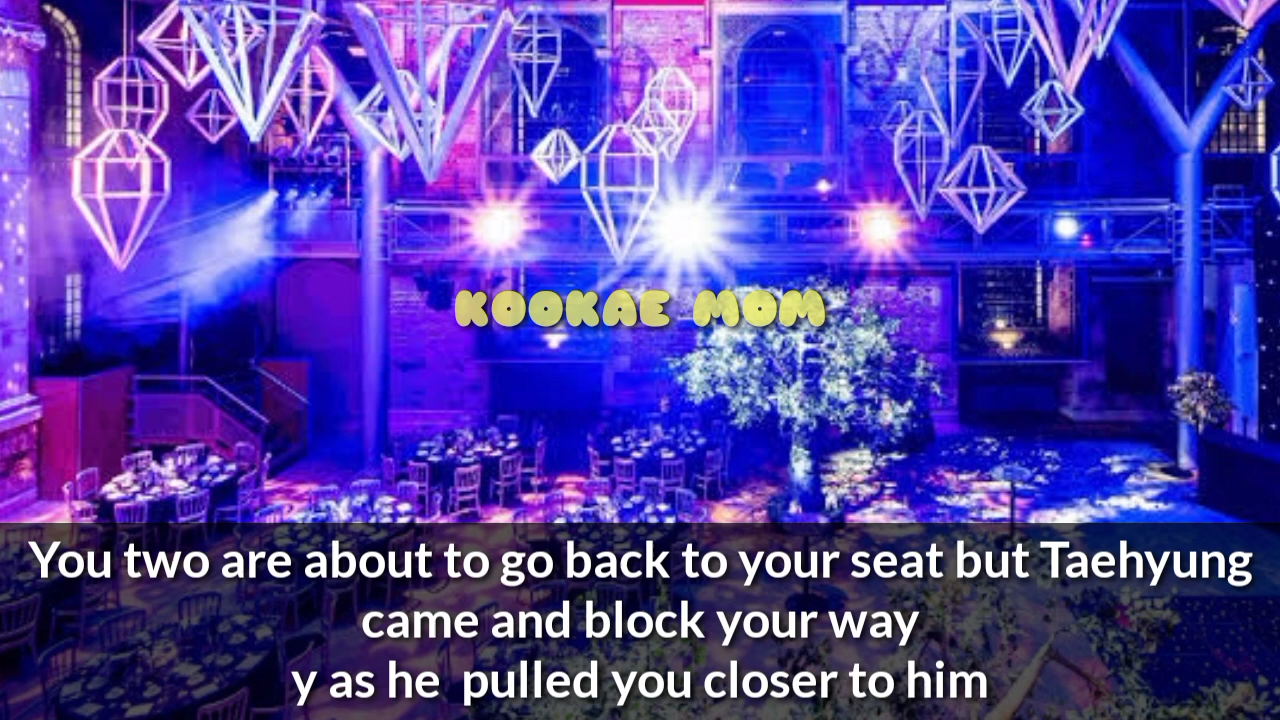 KOOKAE MOM
You two are about to go back to your seat but Taehyung
came and block your way
y as he  pulled you closer to him